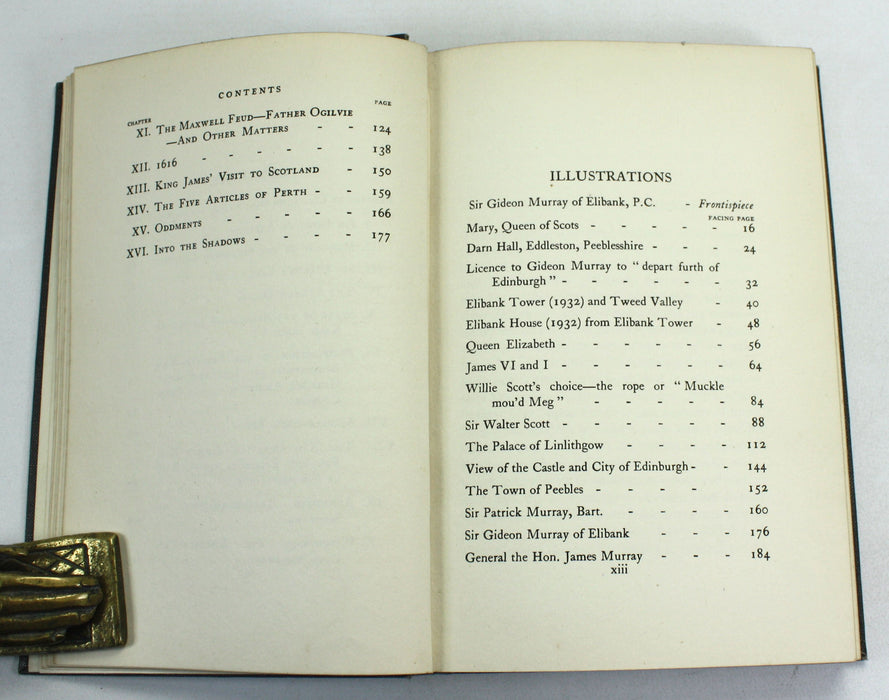 CONTENTS
CHAPTER PAGE
XI. The Maxwell Feud—Father Ogilvie
—And Other Matters - - 124
XII. 1616 - - - - - - 138
XIII. King James' Visit to Scotland - 150
XIV. The Five Articles of Perth - - 159
XV. Oddments - - - - - 166
XVI. Into the Shadows - - - - 177
ILLUSTRATIONS
Sir Gideon Murray of Elibank, P.C. - Frontispiece
FACING PAGE
Mary, Queen of Scots - - - - - 16
Darn Hall, Eddleston, Peeblesshire - - - 24
Licence to Gideon Murray to "depart furth of
Edinburgh" - - - - - - 32
Elibank Tower (1932) and Tweed Valley - 40
Elibank House (1932) from Elibank Tower - 48
Queen Elizabeth - - - - - - 56
James VI and I - - - - - - 64
Willie Scott's choice—the rope or "Muckle
mou'd Meg" - - - - - 84
Sir Walter Scott - - - - - - 88
The Palace of Linlithgow - - - - 112
View of the Castle and City of Edinburgh - - 144
The Town of Peebles - - - - 152
Sir Patrick Murray, Bart. - - - - 160
Sir Gideon Murray of Elibank - - - 176
General the Hon. James Murray - - - 184
xiii